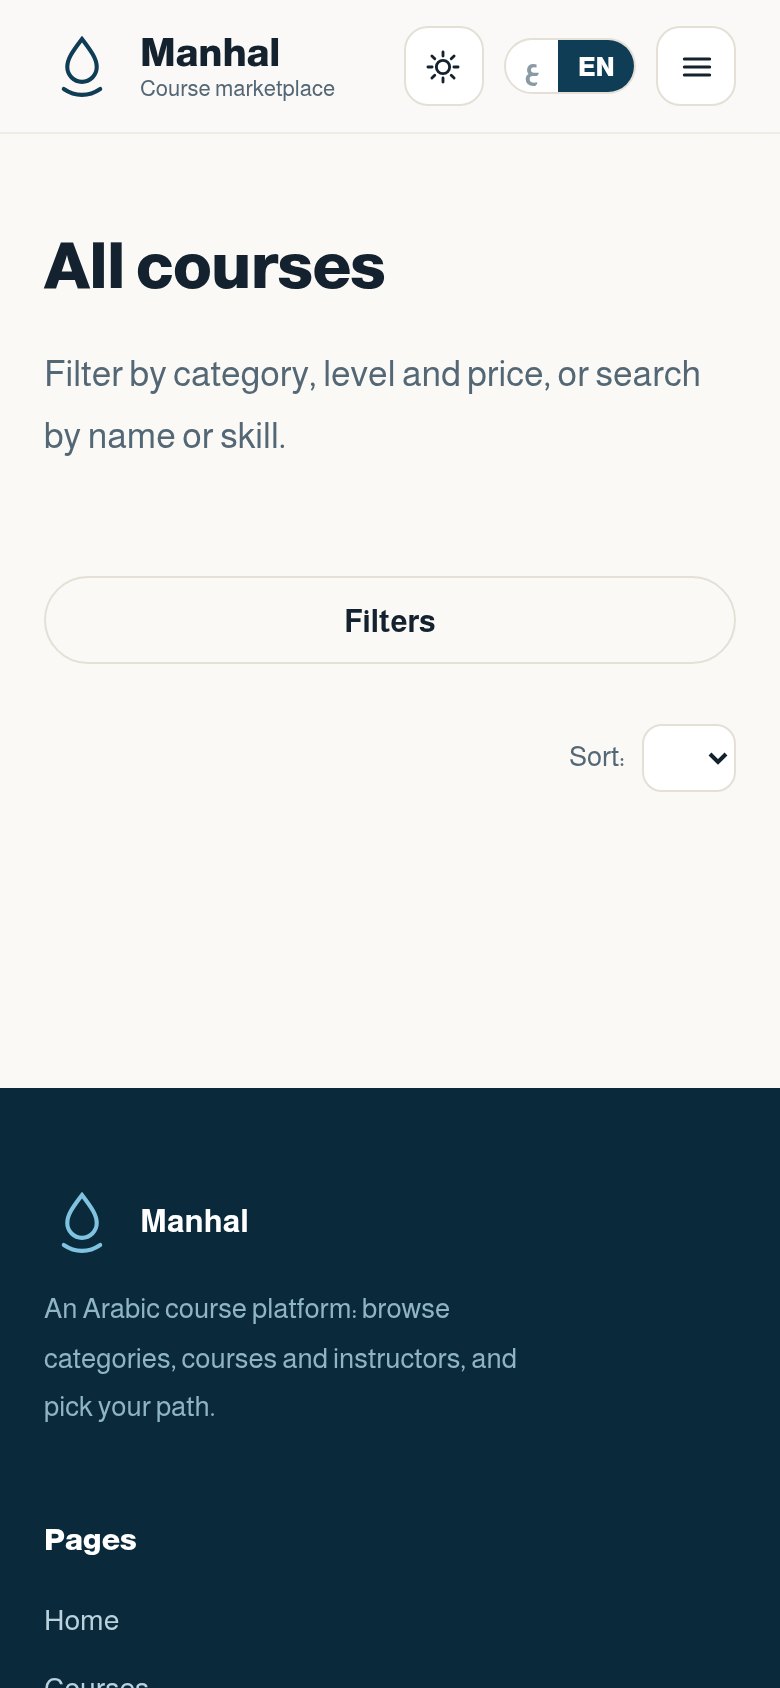 Manhal
Course marketplace
ع
EN
All courses
Filter by category, level and price, or search
by name or skill.
Filters
Sort:
Manhal
An Arabic course platform: browse
categories, courses and instructors, and
pick your path.
Pages
Home
Courses